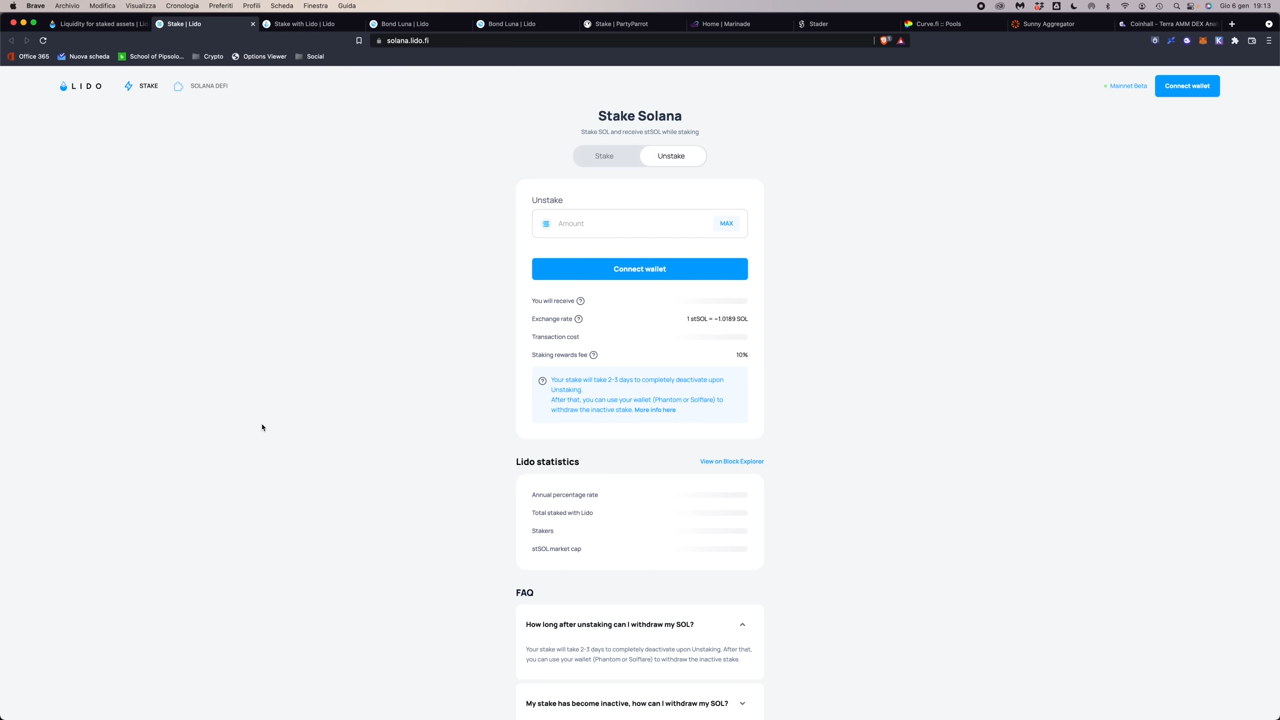 Brave Archivio Modifica Visualizza Cronologia Preferiti Profili Scheda Finestra Guida Gio 6 gen 19:13
Liquidity for staked assets | Li
Stake | Lido
Stake with Lido | Lido
Bond Luna | Lido
Bond Luna | Lido
Stake | PartyParrot
Home | Marinade
Stader
Curve.fi :: Pools
Sunny Aggregator
Coinhall - Terra AMM DEX Anal
solana.lido.fi
Office 365 Nuova scheda School of Pipsolo... Crypto Options Viewer Social
LIDO STAKE SOLANA DEFI Mainnet Beta Connect wallet
Stake Solana
Stake SOL and receive stSOL while staking
Stake Unstake
Unstake
Amount MAX
Connect wallet
You will receive
Exchange rate 1 stSOL = ~1.0189 SOL
Transaction cost
Staking rewards fee 10%
Your stake will take 2-3 days to completely deactivate upon
Unstaking.
After that, you can use your wallet (Phantom or Solflare) to
withdraw the inactive stake. More info here
Lido statistics View on Block Explorer
Annual percentage rate
Total staked with Lido
Stakers
stSOL market cap
FAQ
How long after unstaking can I withdraw my SOL?
Your stake will take 2-3 days to completely deactivate upon Unstaking. After that,
you can use your wallet (Phantom or Solflare) to withdraw the inactive stake.
My stake has become inactive, how can I withdraw my SOL?